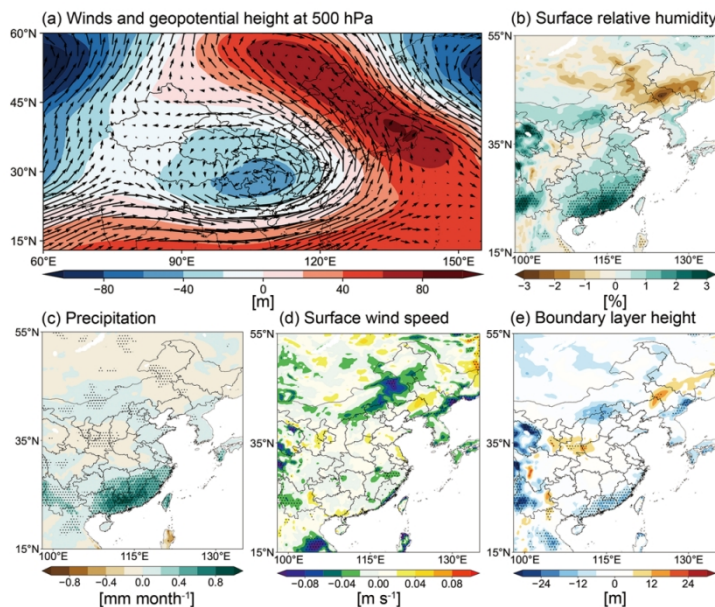 (a) Winds and geopotential height at 500 hPa
60°N
45°N
30°N
15°N
60°E
90°E
120°E
150°E
−80
−40
0
40
80
[m]
(b) Surface relative humidity
55°N
35°N
15°N
100°E
115°E
130°E
−3
−2
−1
0
1
2
3
[%]
(c) Precipitation
55°N
35°N
15°N
100°E
115°E
130°E
−0.8
−0.4
0.0
0.4
0.8
[mm month⁻¹]
(d) Surface wind speed
55°N
35°N
15°N
100°E
115°E
130°E
−0.08
−0.04
0.00
0.04
0.08
[m s⁻¹]
(e) Boundary layer height
55°N
35°N
15°N
100°E
115°E
130°E
−24
−12
0
12
24
[m]